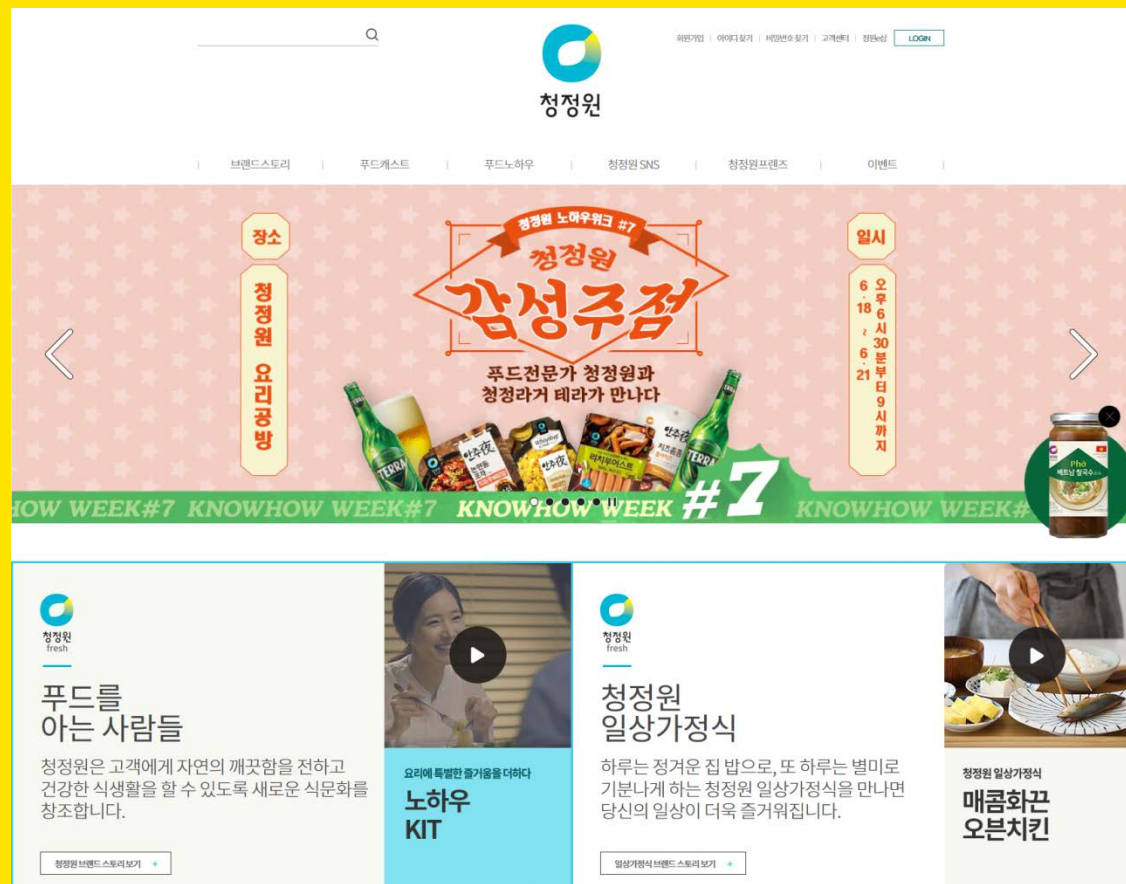 회원가입 | 아이디 찾기 | 비밀번호 찾기 | 고객센터 | 정원e샵 LOGIN
청정원
브랜드스토리 | 푸드캐스트 | 푸드노하우 | 청정원 SNS | 청정원프렌즈 | 이벤트
장소
청정원 요리공방
청정원 노하우위크 #7
청정원
감성주점
푸드전문가 청정원과
청정라거 테라가 만나다
일시
6.18 ~ 6.21
오후6시30분부터9시까지
TERRA
안주夜
안주夜
리치부어스트
안주夜
TERRA
Phở
베트남 쌀국수
HOW WEEK#7 KNOWHOW WEEK#7 KNOWHOW WEEK #7 KNOWHOW WEEK#
청정원
fresh
푸드를
아는 사람들
청정원은 고객에게 자연의 깨끗함을 전하고
건강한 식생활을 할 수 있도록 새로운 식문화를
창조합니다.
청정원 브랜드 스토리 보기 +
요리에 특별한 즐거움을 더하다
노하우
KIT
청정원
fresh
청정원
일상가정식
하루는 정겨운 집 밥으로, 또 하루는 별미로
기분나게 하는 청정원 일상가정식을 만나면
당신의 일상이 더욱 즐거워집니다.
일상가정식 브랜드 스토리 보기 +
청정원 일상가정식
매콤화끈
오븐치킨